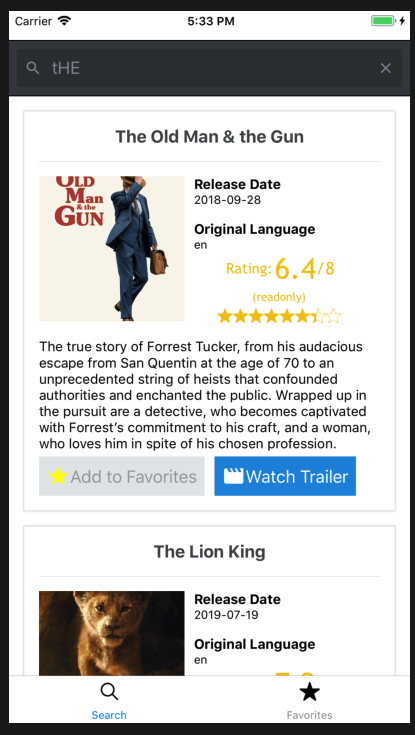 Carrier
5:33 PM
tHE
The Old Man & the Gun
OLD
Man
& the
GUN
Release Date
2018-09-28
Original Language
en
Rating: 6.4/8
(readonly)
The true story of Forrest Tucker, from his audacious
escape from San Quentin at the age of 70 to an
unprecedented string of heists that confounded
authorities and enchanted the public. Wrapped up in
the pursuit are a detective, who becomes captivated
with Forrest’s commitment to his craft, and a woman,
who loves him in spite of his chosen profession.
Add to Favorites
Watch Trailer
The Lion King
Release Date
2019-07-19
Original Language
en
Search
Favorites